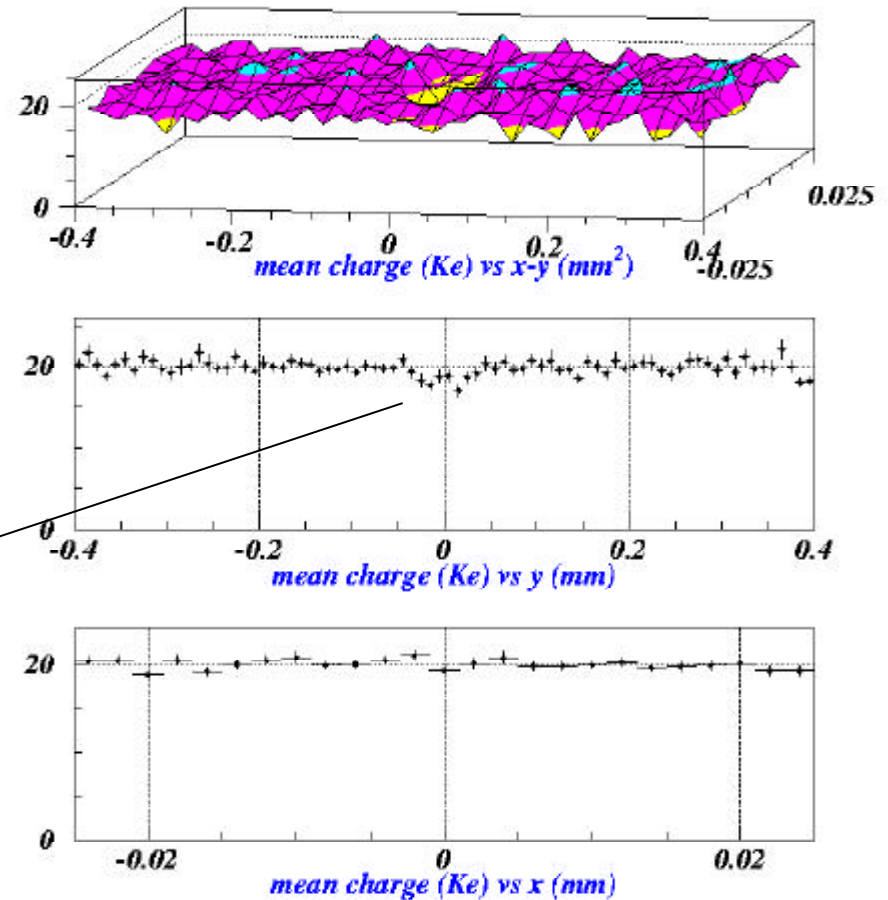 20
0
0.025
-0.4 -0.2 0 0.2 0.4 -0.025
mean charge (Ke) vs x-y (mm²)
20
0
-0.4 -0.2 0 0.2 0.4
mean charge (Ke) vs y (mm)
20
0
-0.02 0 0.02
mean charge (Ke) vs x (mm)